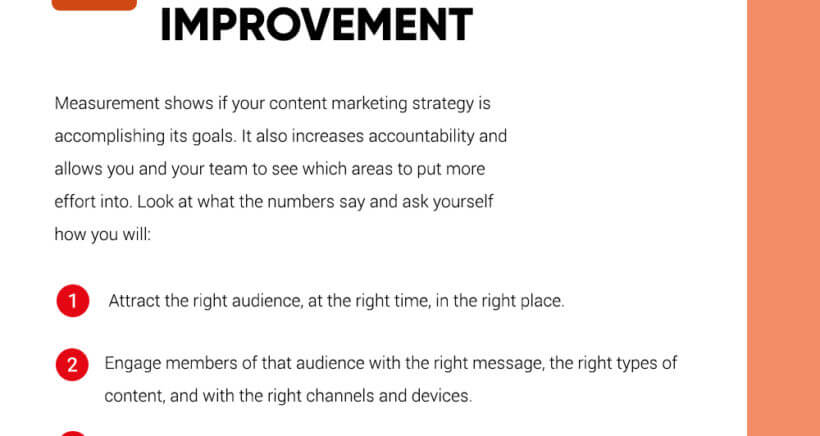 IMPROVEMENT
Measurement shows if your content marketing strategy is
accomplishing its goals. It also increases accountability and
allows you and your team to see which areas to put more
effort into. Look at what the numbers say and ask yourself
how you will:
1 Attract the right audience, at the right time, in the right place.
2 Engage members of that audience with the right message, the right types of
content, and with the right channels and devices.